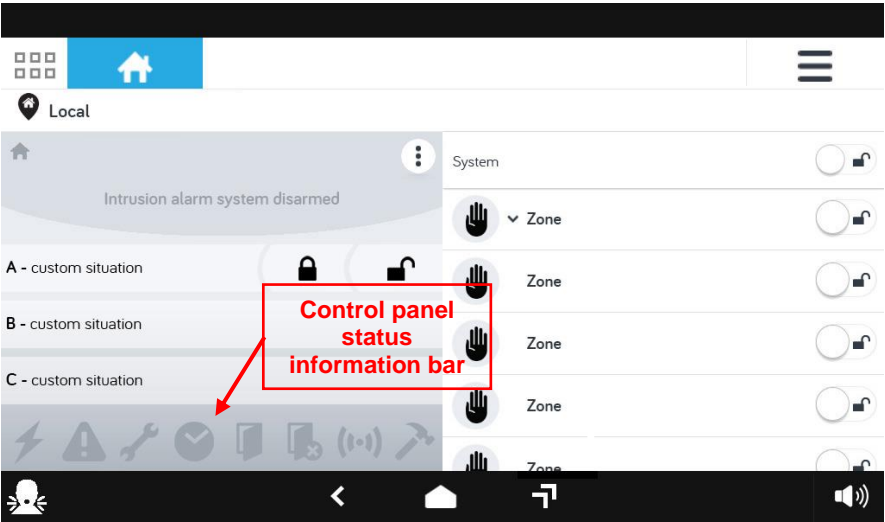 Local
Intrusion alarm system disarmed
A - custom situation
B - custom situation
C - custom situation
Control panel
status
information bar
System
Zone
Zone
Zone
Zone
Zone